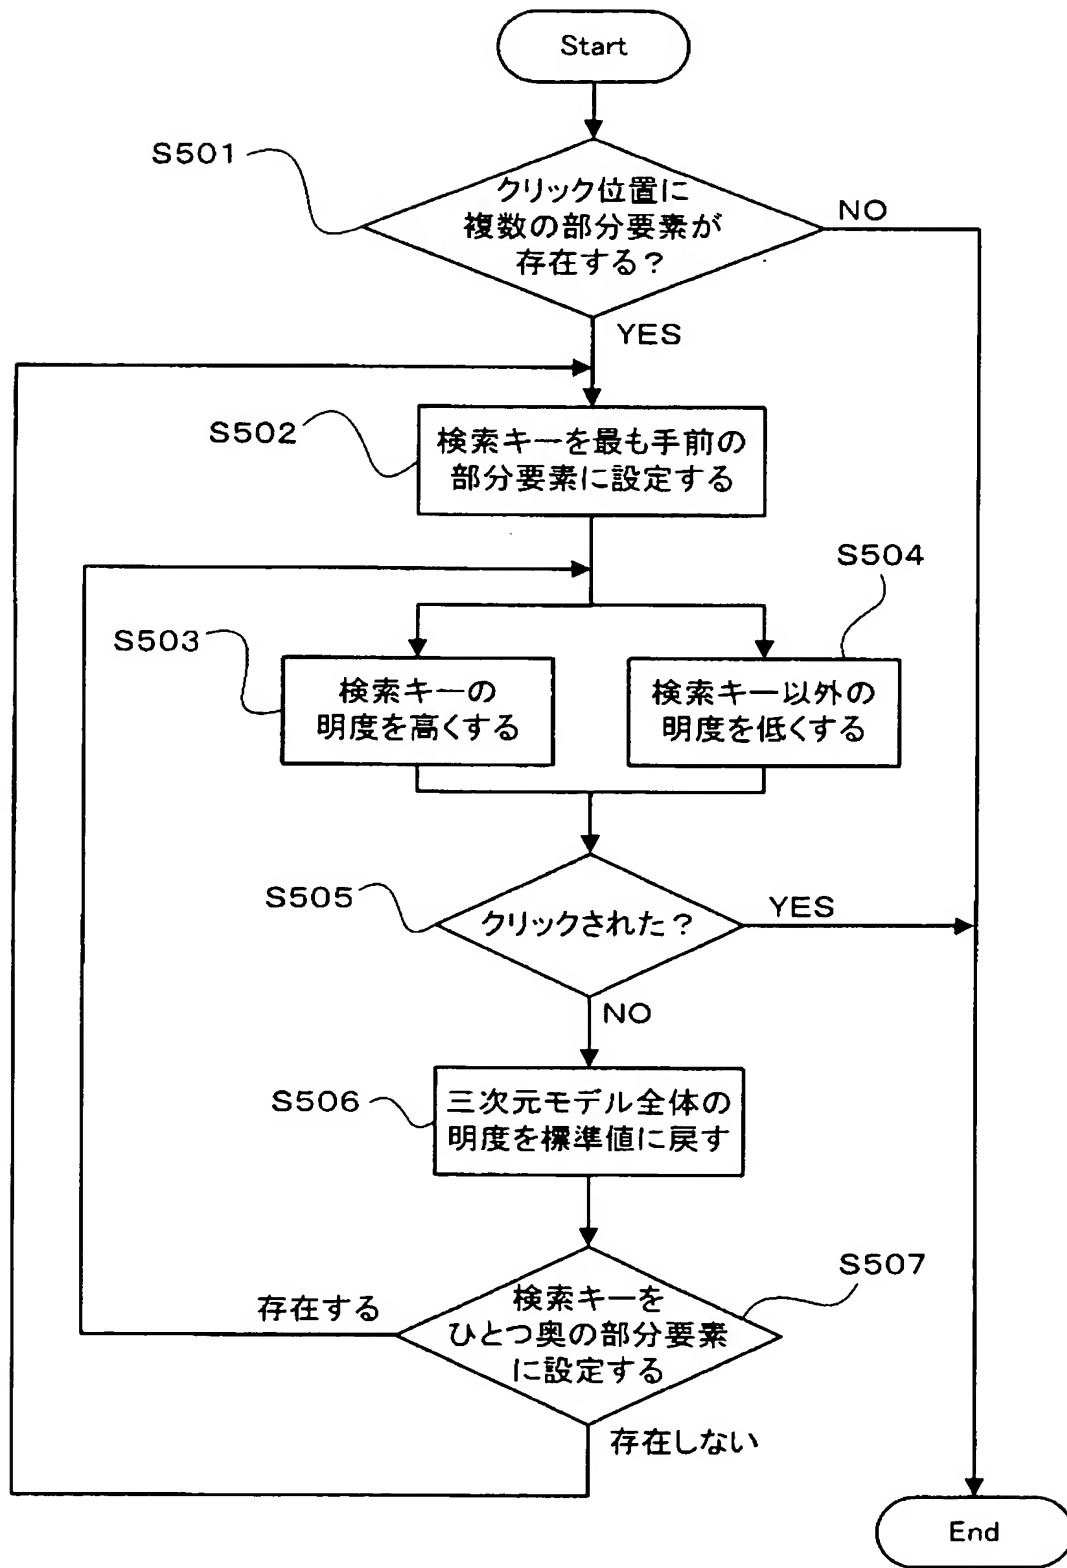 Start
S501
クリック位置に
複数の部分要素が
存在する?
NO
YES
S502
検索キーを最も手前の
部分要素に設定する
S504
S503
検索キーの
明度を高くする
検索キー以外の
明度を低くする
S505
クリックされた?
YES
NO
S506
三次元モデル全体の
明度を標準値に戻す
S507
存在する
検索キーを
ひとつ奥の部分要素
に設定する
存在しない
End